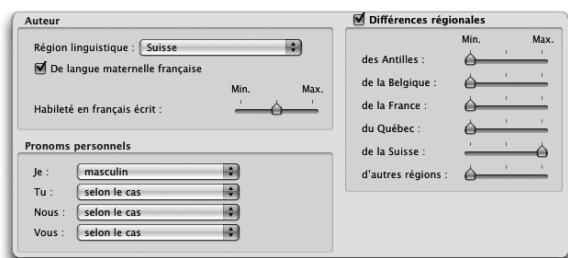 Auteur
Région linguistique : Suisse
De langue maternelle française
Min. Max.
Habileté en français écrit :
Pronoms personnels
Je : masculin
Tu : selon le cas
Nous : selon le cas
Vous : selon le cas
Différences régionales
Min. Max.
des Antilles :
de la Belgique :
de la France :
du Québec :
de la Suisse :
d'autres régions :